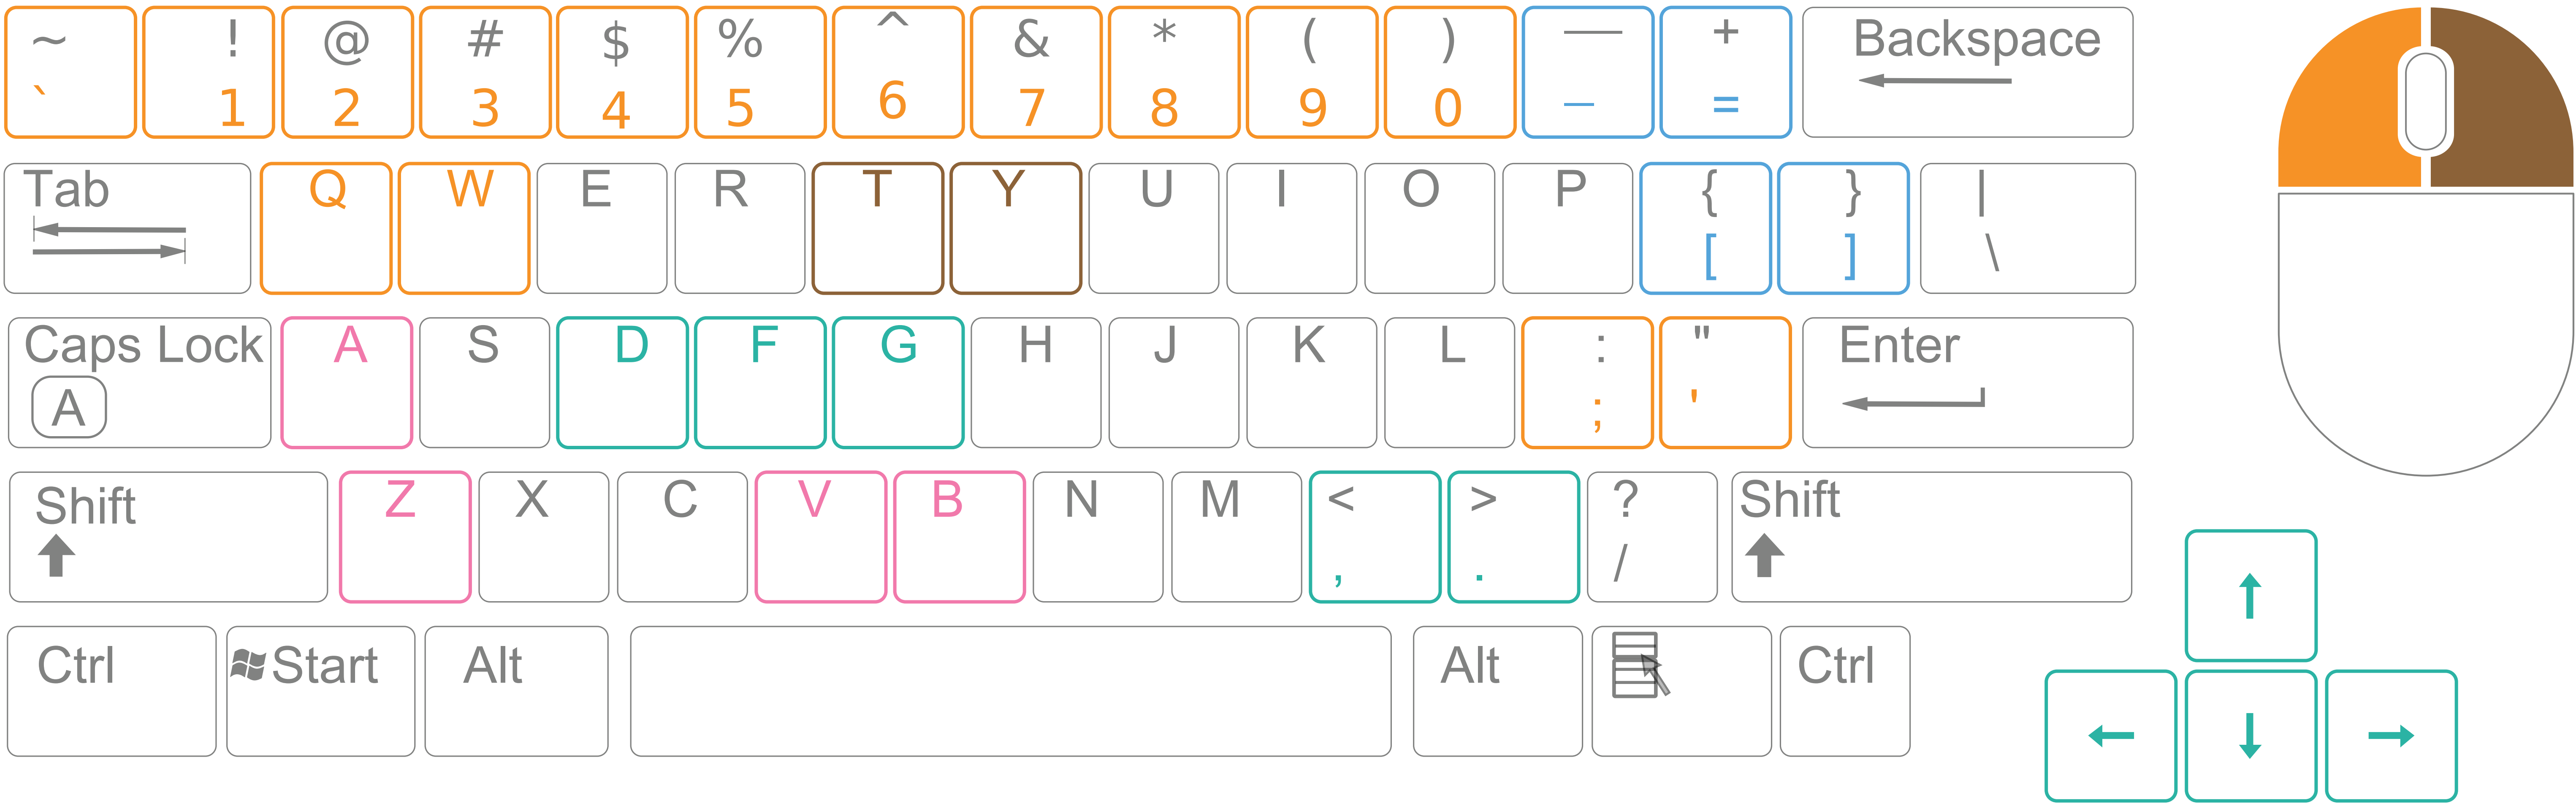 ~ ! @ # $ % ^ & * ( ) — + Backspace
` 1 2 3 4 5 6 7 8 9 0 – =
Tab Q W E R T Y U I O P { } |
[ ] \
Caps Lock A S D F G H J K L : " Enter
A ; '
Shift Z X C V B N M < > ? Shift
, . /
Ctrl Start Alt Alt Ctrl